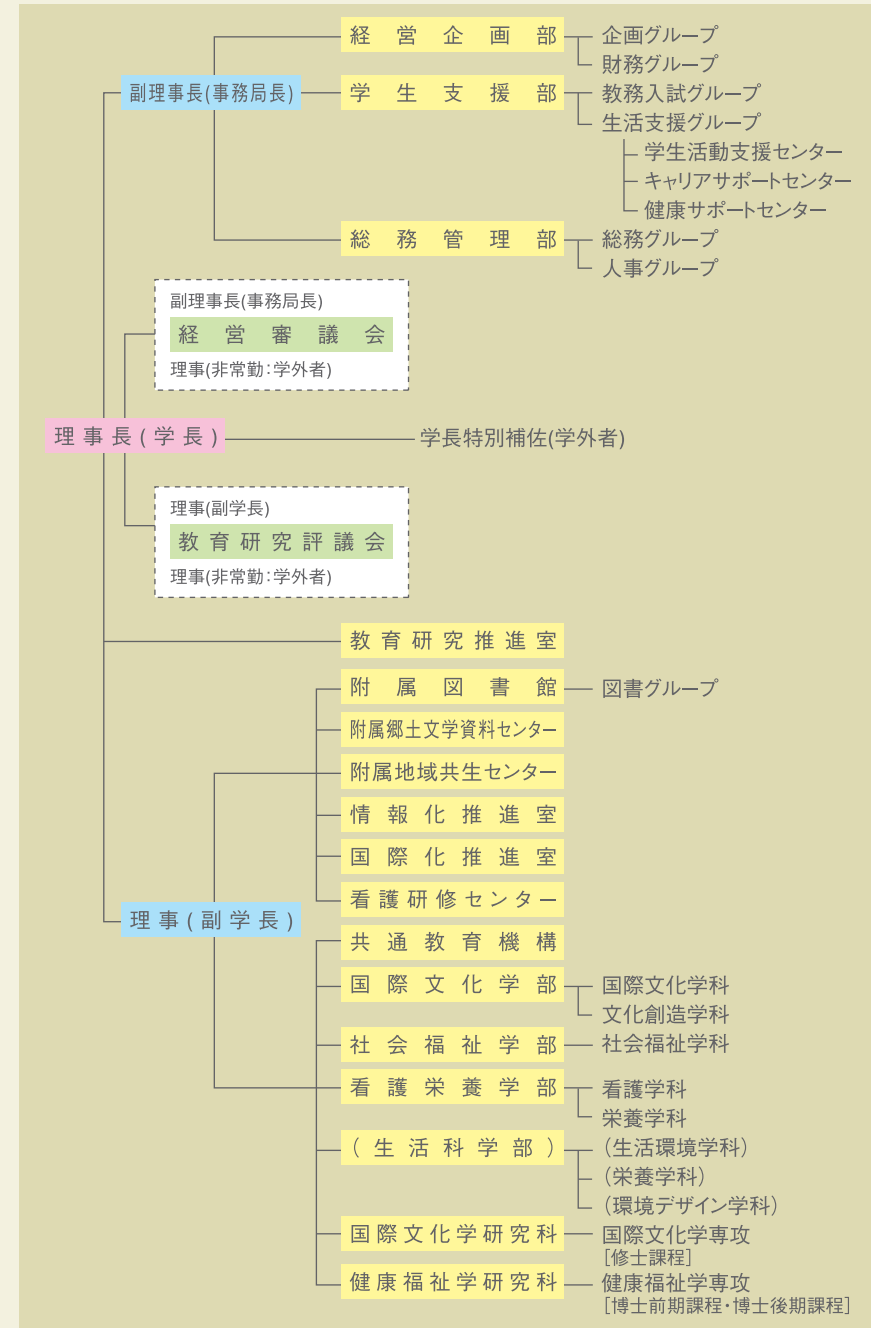 経営企画部
企画グループ
財務グループ
副理事長(事務局長)
学生支援部
教務入試グループ
生活支援グループ
学生活動支援センター
キャリアサポートセンター
健康サポートセンター
総務管理部
総務グループ
人事グループ
副理事長(事務局長)
経営審議会
理事(非常勤:学外者)
理事長(学長)
学長特別補佐(学外者)
理事(副学長)
教育研究評議会
理事(非常勤:学外者)
教育研究推進室
附属図書館
図書グループ
附属郷土文学資料センター
附属地域共生センター
情報化推進室
国際化推進室
看護研修センター
理事(副学長)
共通教育機構
国際文化学部
国際文化学科
文化創造学科
社会福祉学部
社会福祉学科
看護栄養学部
看護学科
栄養学科
(生活科学部)
(生活環境学科)
(栄養学科)
(環境デザイン学科)
国際文化学研究科
国際文化学専攻
[修士課程]
健康福祉学研究科
健康福祉学専攻
[博士前期課程・博士後期課程]